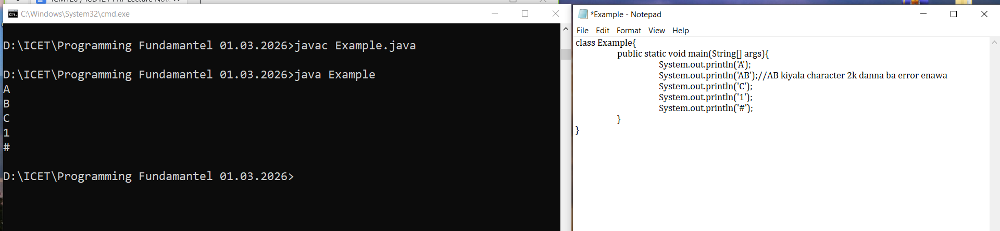 C:\Windows\System32\cmd.exe
D:\ICET\Programming Fundamantel 01.03.2026>javac Example.java
D:\ICET\Programming Fundamantel 01.03.2026>java Example
A
B
C
1
#
D:\ICET\Programming Fundamantel 01.03.2026>
*Example - Notepad
File Edit Format View Help
class Example{
public static void main(String[] args){
System.out.println('A');
System.out.println('AB');//AB kiyala character 2k danna ba error enawa
System.out.println('C');
System.out.println('1');
System.out.println('#');
}
}